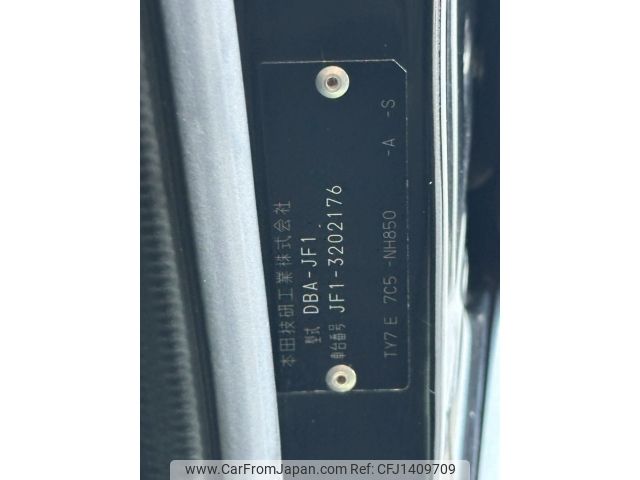 本田技研工業株式会社
型式 DBA-JF1
車台番号 JF1-3202176
TY7 E 7C5 -NH850 -A -S
www.CarFromJapan.com CFJ1409709